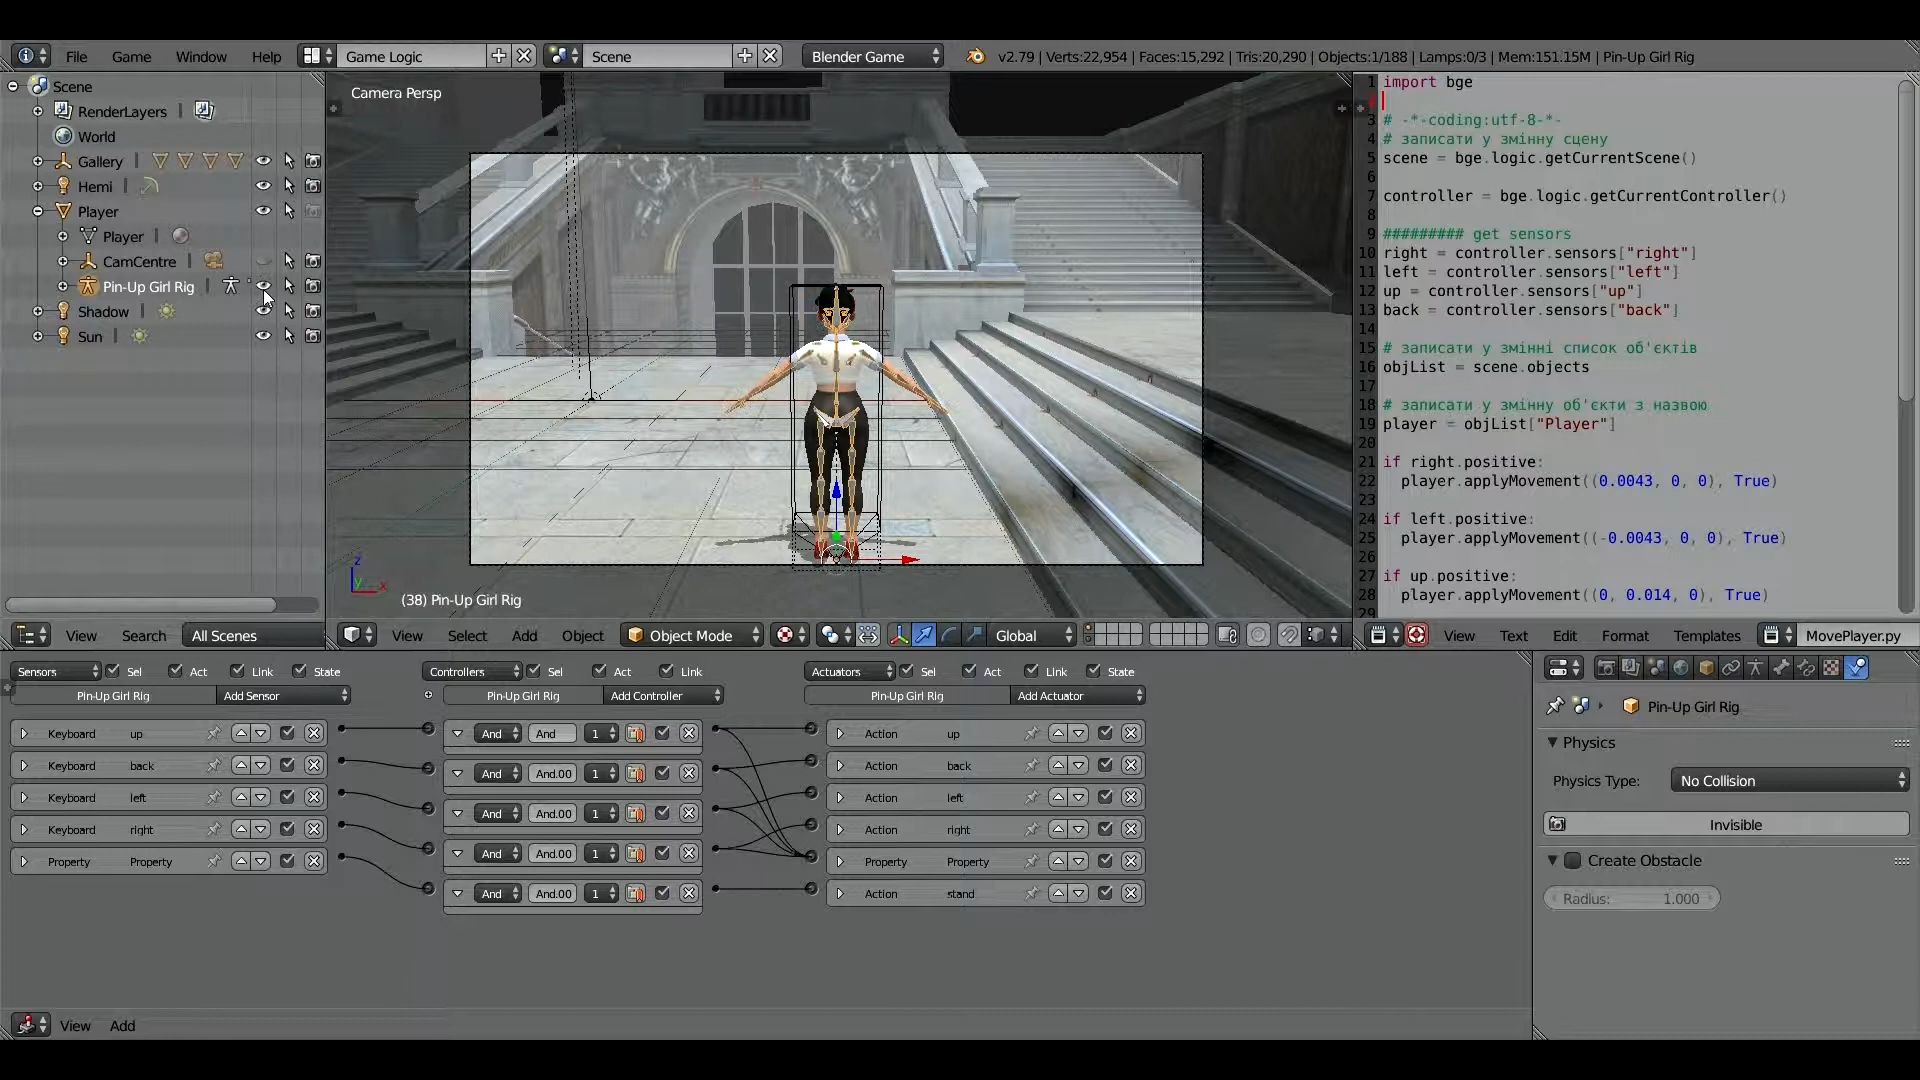 File Game Window Help Game Logic Scene Blender Game v2.79 | Verts:22,954 | Faces:15,292 | Tris:20,290 | Objects:1/188 | Lamps:0/3 | Mem:151.15M | Pin-Up Girl Rig
Scene
RenderLayers
World
Gallery
Hemi
Player
Player
CamCentre
Pin-Up Girl Rig
Shadow
Sun
View Search All Scenes
Camera Persp
z
y x
(38) Pin-Up Girl Rig
View Select Add Object Object Mode Global
1 import bge
3 # -*-coding:utf-8-*-
4 # записати у змінну сцену
5 scene = bge.logic.getCurrentScene()
6
7 controller = bge.logic.getCurrentController()
8
9 ######### get sensors
10 right = controller.sensors["right"]
11 left = controller.sensors["left"]
12 up = controller.sensors["up"]
13 back = controller.sensors["back"]
14
15 # записати у змінні список об'єктів
16 objList = scene.objects
17
18 # записати у змінну об'єкти з назвою
19 player = objList["Player"]
20
21 if right.positive:
22 player.applyMovement((0.0043, 0, 0), True)
23
24 if left.positive:
25 player.applyMovement((-0.0043, 0, 0), True)
26
27 if up.positive:
28 player.applyMovement((0, 0.014, 0), True)
29
View Text Edit Format Templates MovePlayer.py
Sensors Sel Act Link State
Pin-Up Girl Rig Add Sensor
Keyboard up
Keyboard back
Keyboard left
Keyboard right
Property Property
Controllers Sel Act Link
Pin-Up Girl Rig Add Controller
And And 1
And And.00 1
And And.00 1
And And.00 1
And And.00 1
Actuators Sel Act Link State
Pin-Up Girl Rig Add Actuator
Action up
Action back
Action left
Action right
Property Property
Action stand
Pin-Up Girl Rig
Physics
Physics Type: No Collision
Invisible
Create Obstacle
Radius: 1.000
View Add